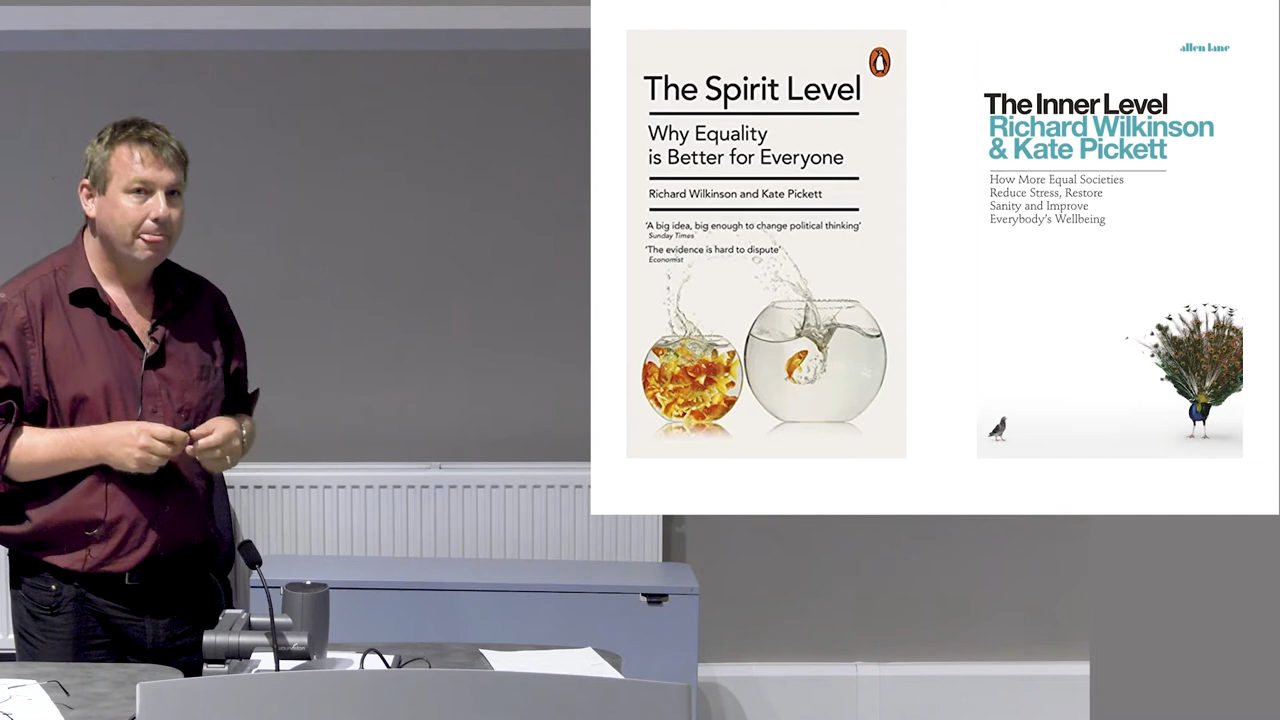 The Spirit Level
Why Equality
is Better for Everyone
Richard Wilkinson and Kate Pickett
'A big idea, big enough to change political thinking'
Sunday Times
'The evidence is hard to dispute'
Economist
allen lane
The Inner Level
Richard Wilkinson
& Kate Pickett
How More Equal Societies
Reduce Stress, Restore
Sanity and Improve
Everybody's Wellbeing